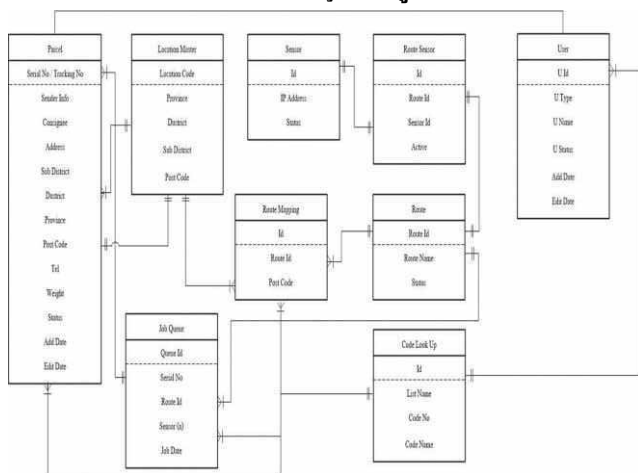 Parcel
Serial No / Tracking No
Sender Info
Consignee
Address
Sub District
District
Province
Post Code
Tel
Weight
Status
Add Date
Edit Date
Location Master
Location Code
Province
District
Sub District
Post Code
Sensor
Id
IP Address
Status
Route Sensor
Id
Route Id
Sensor Id
Active
User
U Id
U Type
U Name
U Status
Add Date
Edit Date
Route Mapping
Id
Route Id
Post Code
Route
Route Id
Route Name
Status
Job Queue
Queue Id
Serial No
Route Id
Sensor (n)
Job Date
Code Look Up
Id
List Name
Code No
Code Name